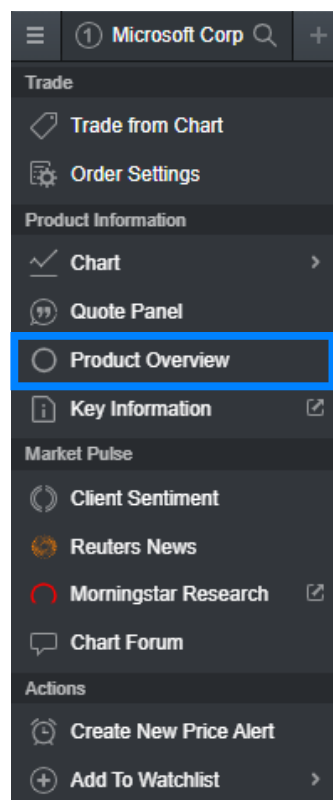 1 Microsoft Corp
Trade
Trade from Chart
Order Settings
Product Information
Chart
Quote Panel
Product Overview
Key Information
Market Pulse
Client Sentiment
Reuters News
Morningstar Research
Chart Forum
Actions
Create New Price Alert
Add To Watchlist